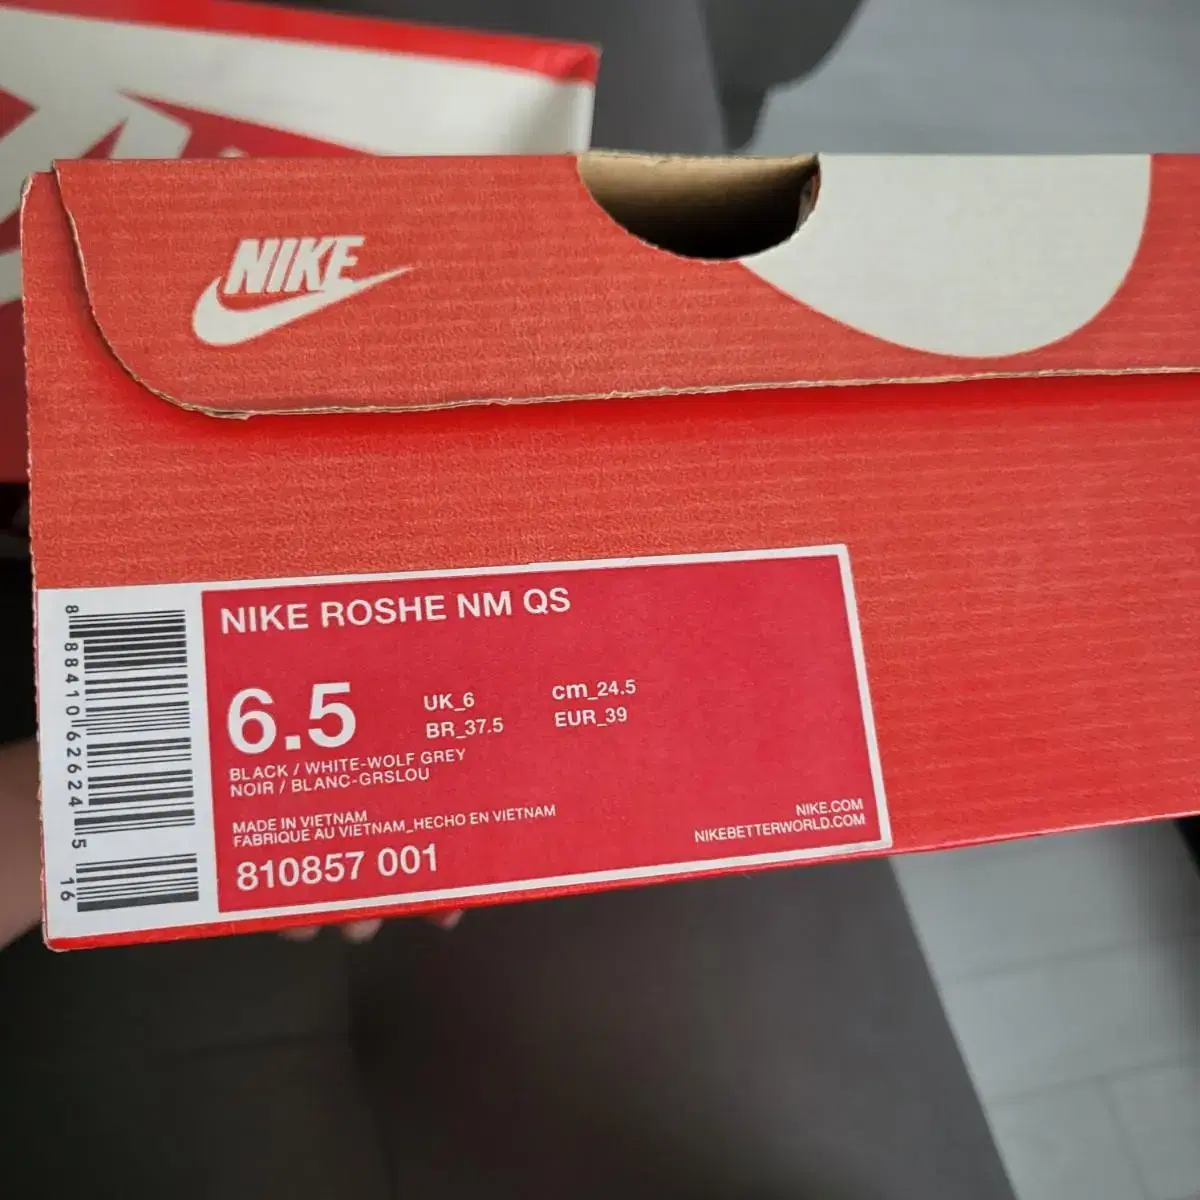 NIKE
NIKE ROSHE NM QS
6.5
UK_6
cm_24.5
BR_37.5
EUR_39
BLACK / WHITE-WOLF GREY
NOIR / BLANC-GRSLOU
MADE IN VIETNAM
FABRIQUE AU VIETNAM_HECHO EN VIETNAM
NIKE.COM
NIKEBETTERWORLD.COM
810857 001
8 88410 62624 5 16